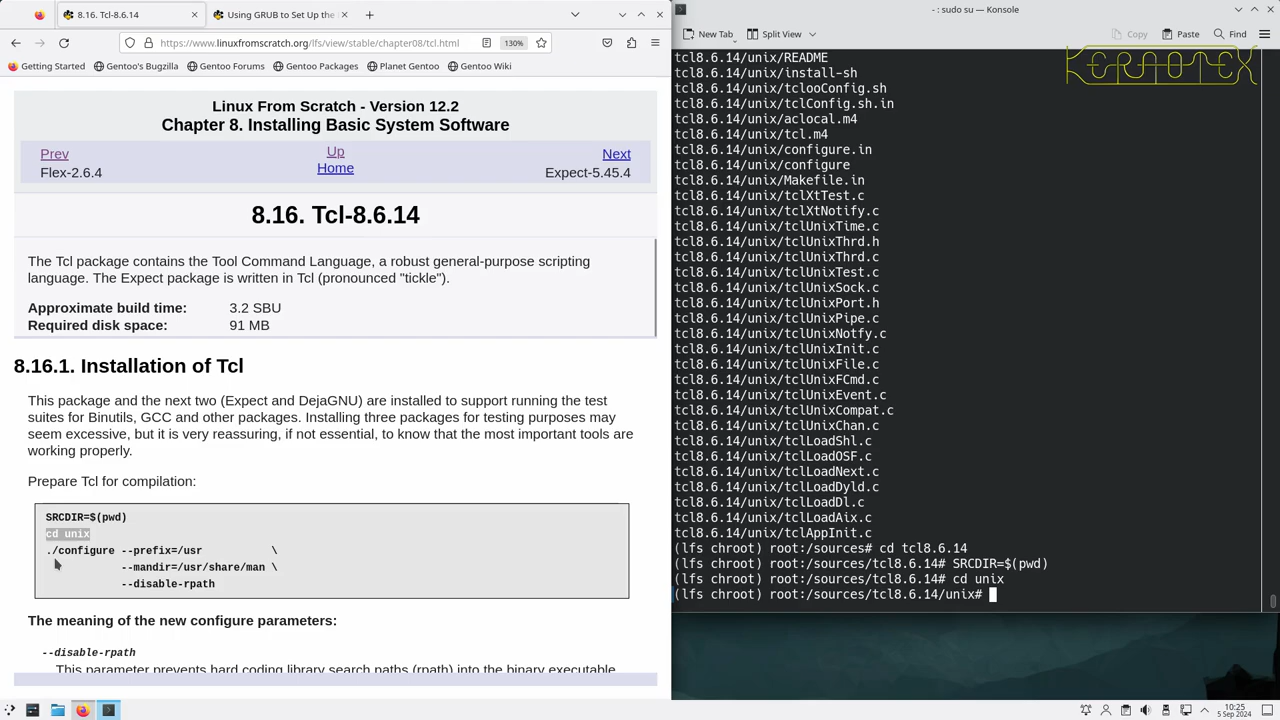 8.16. Tcl-8.6.14
Using GRUB to Set Up the
https://www.linuxfromscratch.org/lfs/view/stable/chapter08/tcl.html
130%
Getting Started
Gentoo's Bugzilla
Gentoo Forums
Gentoo Packages
Planet Gentoo
Gentoo Wiki
Linux From Scratch - Version 12.2
Chapter 8. Installing Basic System Software
Prev
Up
Next
Flex-2.6.4
Home
Expect-5.45.4
8.16. Tcl-8.6.14
The Tcl package contains the Tool Command Language, a robust general-purpose scripting
language. The Expect package is written in Tcl (pronounced "tickle").
Approximate build time: 3.2 SBU
Required disk space: 91 MB
8.16.1. Installation of Tcl
This package and the next two (Expect and DejaGNU) are installed to support running the test
suites for Binutils, GCC and other packages. Installing three packages for testing purposes may
seem excessive, but it is very reassuring, if not essential, to know that the most important tools are
working properly.
Prepare Tcl for compilation:
SRCDIR=$(pwd)
cd unix
./configure --prefix=/usr \
--mandir=/usr/share/man \
--disable-rpath
The meaning of the new configure parameters:
--disable-rpath
This parameter prevents hard coding library search paths (rpath) into the binary executable
- : sudo su — Konsole
New Tab
Split View
Copy
Paste
Find
KERNOTEX
tcl8.6.14/unix/README
tcl8.6.14/unix/install-sh
tcl8.6.14/unix/tclooConfig.sh
tcl8.6.14/unix/tclConfig.sh.in
tcl8.6.14/unix/aclocal.m4
tcl8.6.14/unix/tcl.m4
tcl8.6.14/unix/configure.in
tcl8.6.14/unix/configure
tcl8.6.14/unix/Makefile.in
tcl8.6.14/unix/tclXtTest.c
tcl8.6.14/unix/tclXtNotify.c
tcl8.6.14/unix/tclUnixTime.c
tcl8.6.14/unix/tclUnixThrd.h
tcl8.6.14/unix/tclUnixThrd.c
tcl8.6.14/unix/tclUnixTest.c
tcl8.6.14/unix/tclUnixSock.c
tcl8.6.14/unix/tclUnixPort.h
tcl8.6.14/unix/tclUnixPipe.c
tcl8.6.14/unix/tclUnixNotfy.c
tcl8.6.14/unix/tclUnixInit.c
tcl8.6.14/unix/tclUnixFile.c
tcl8.6.14/unix/tclUnixFCmd.c
tcl8.6.14/unix/tclUnixEvent.c
tcl8.6.14/unix/tclUnixCompat.c
tcl8.6.14/unix/tclUnixChan.c
tcl8.6.14/unix/tclLoadShl.c
tcl8.6.14/unix/tclLoadOSF.c
tcl8.6.14/unix/tclLoadNext.c
tcl8.6.14/unix/tclLoadDyld.c
tcl8.6.14/unix/tclLoadDl.c
tcl8.6.14/unix/tclLoadAix.c
tcl8.6.14/unix/tclAppInit.c
(lfs chroot) root:/sources# cd tcl8.6.14
(lfs chroot) root:/sources/tcl8.6.14# SRCDIR=$(pwd)
(lfs chroot) root:/sources/tcl8.6.14# cd unix
(lfs chroot) root:/sources/tcl8.6.14/unix#
10:25
5 Sep 2024